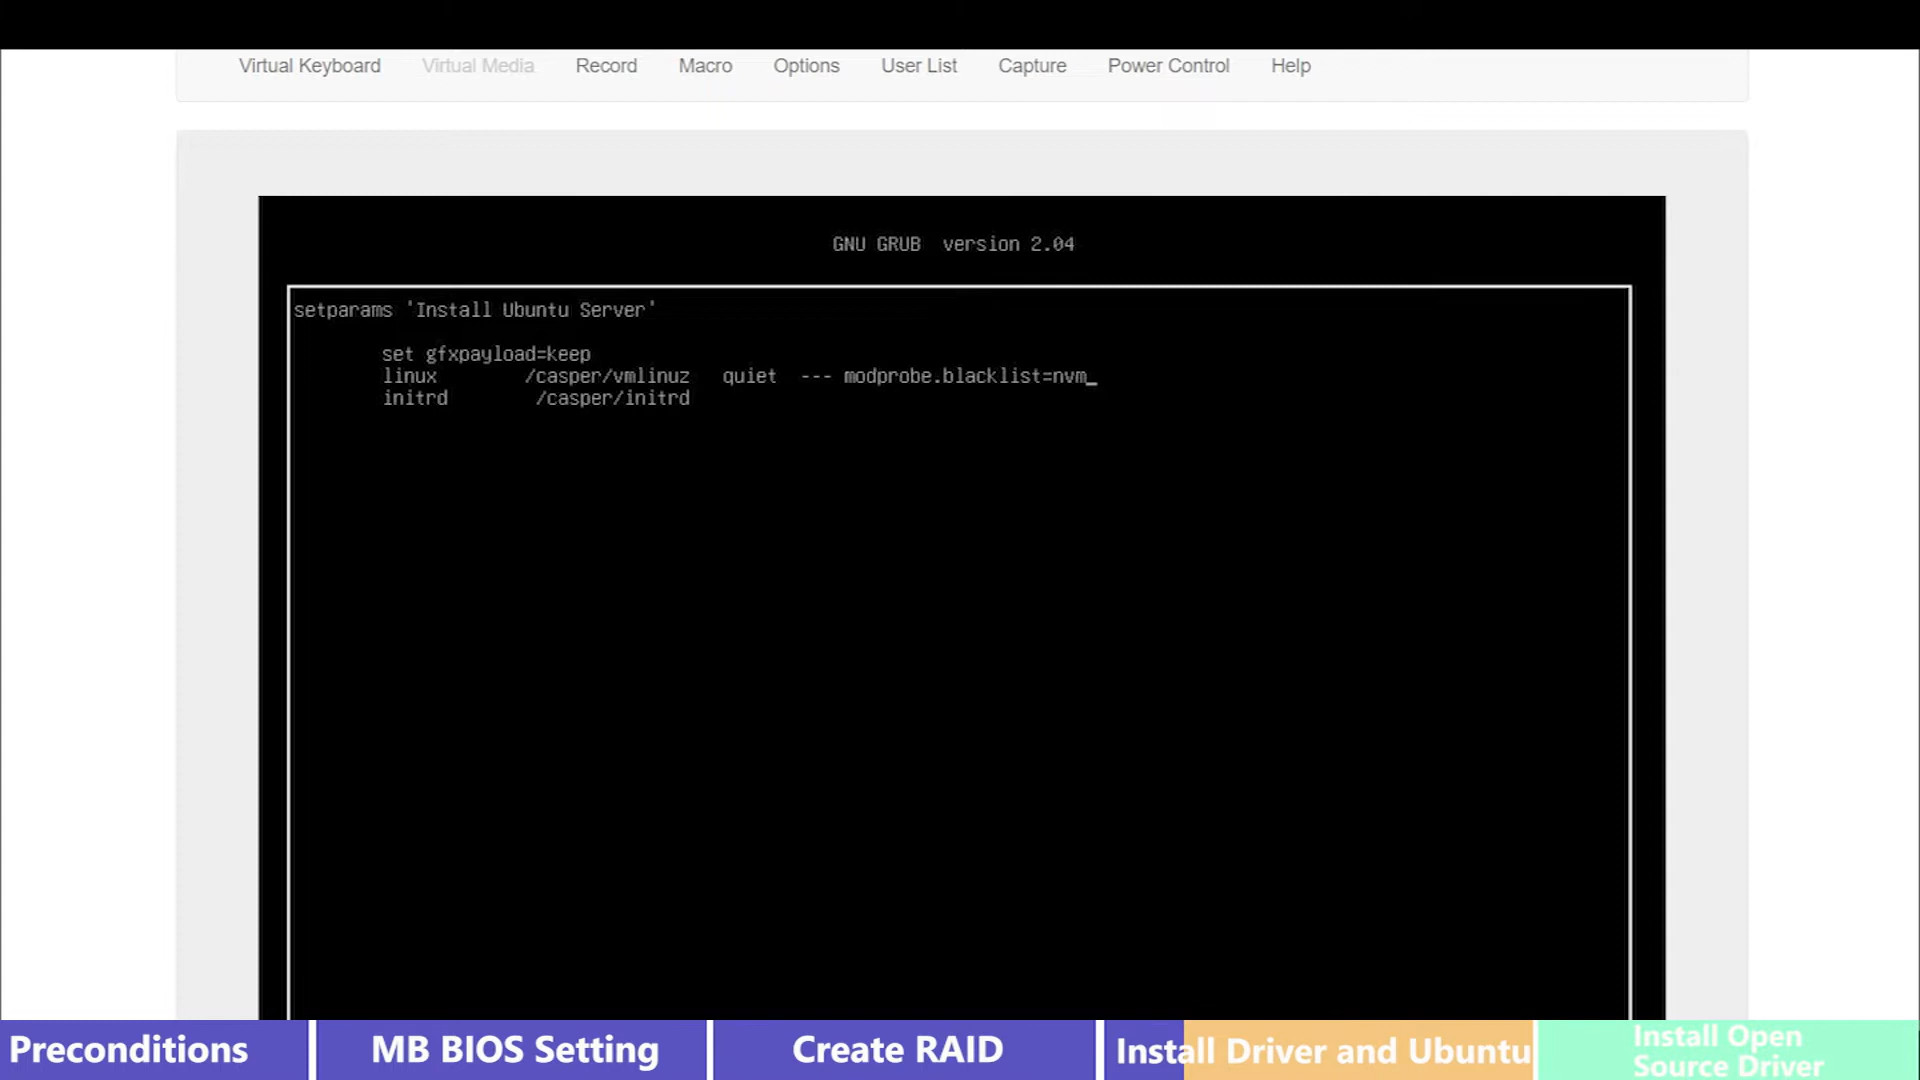 Virtual Keyboard Virtual Media Record Macro Options User List Capture Power Control Help
GNU GRUB version 2.04
setparams 'Install Ubuntu Server'
set gfxpayload=keep
linux /casper/vmlinuz quiet --- modprobe.blacklist=nvm_
initrd /casper/initrd
Preconditions
MB BIOS Setting
Create RAID
Install Driver and Ubuntu
Install Open
Source Driver